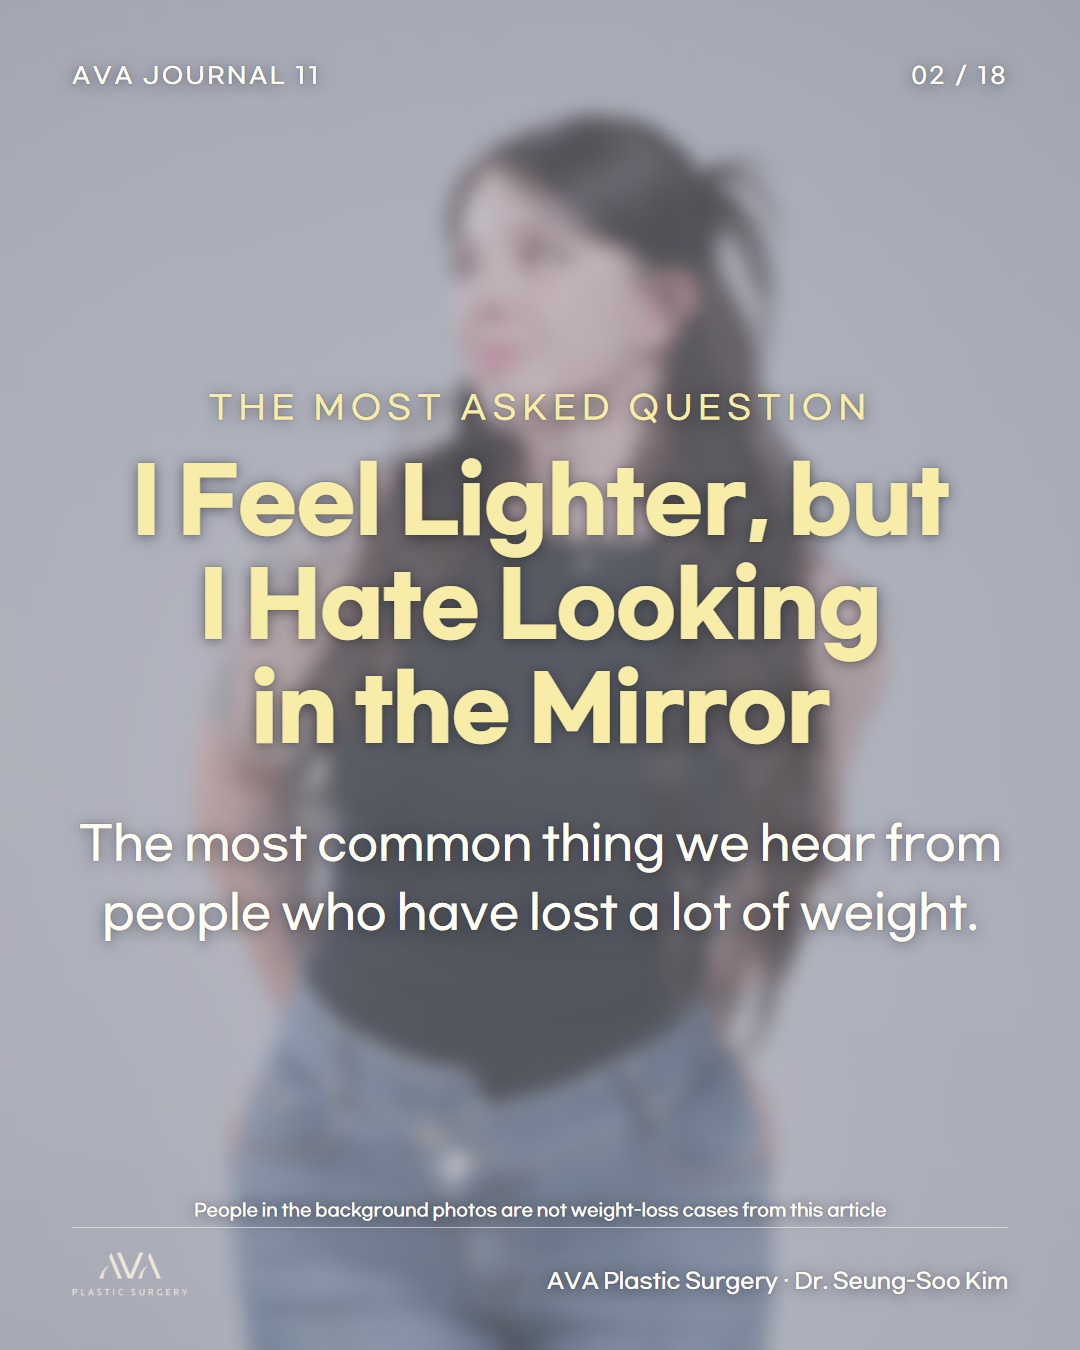 AVA JOURNAL 11
02 / 18
THE MOST ASKED QUESTION
I Feel Lighter, but
I Hate Looking
in the Mirror
The most common thing we hear from
people who have lost a lot of weight.
People in the background photos are not weight-loss cases from this article
AVA
PLASTIC SURGERY
AVA Plastic Surgery · Dr. Seung-Soo Kim